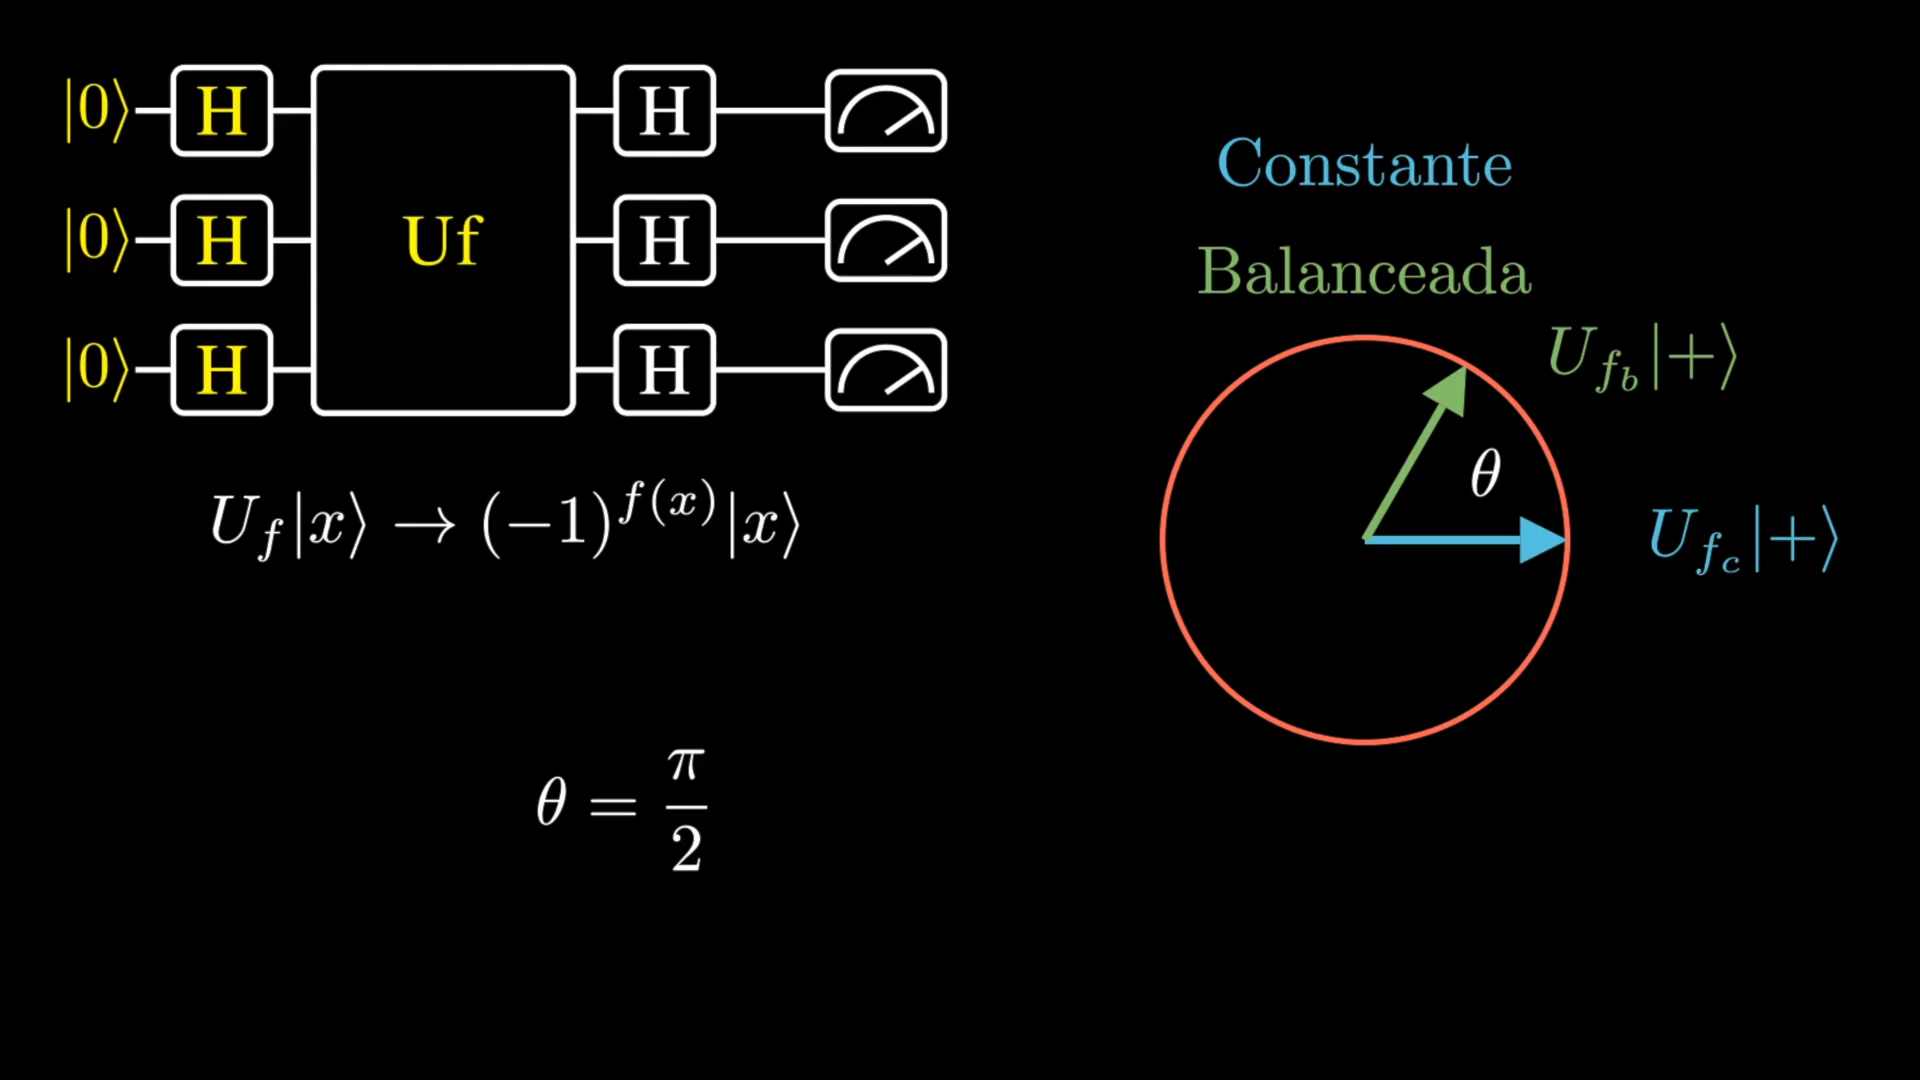 |0⟩ H Uf H
|0⟩ H H
|0⟩ H H
U_f|x⟩ → (−1)^{f(x)}|x⟩
θ = π/2
Constante
Balanceada
U_{f_b}|+⟩
θ
U_{f_c}|+⟩